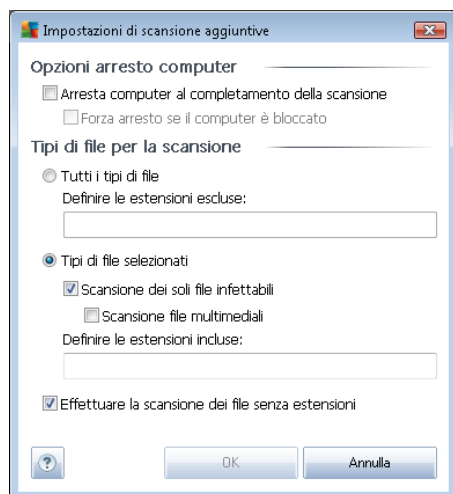 Impostazioni di scansione aggiuntive
Opzioni arresto computer
Arresta computer al completamento della scansione
Forza arresto se il computer è bloccato
Tipi di file per la scansione
Tutti i tipi di file
Definire le estensioni escluse:
Tipi di file selezionati
Scansione dei soli file infettabili
Scansione file multimediali
Definire le estensioni incluse:
Effettuare la scansione dei file senza estensioni
? OK Annulla